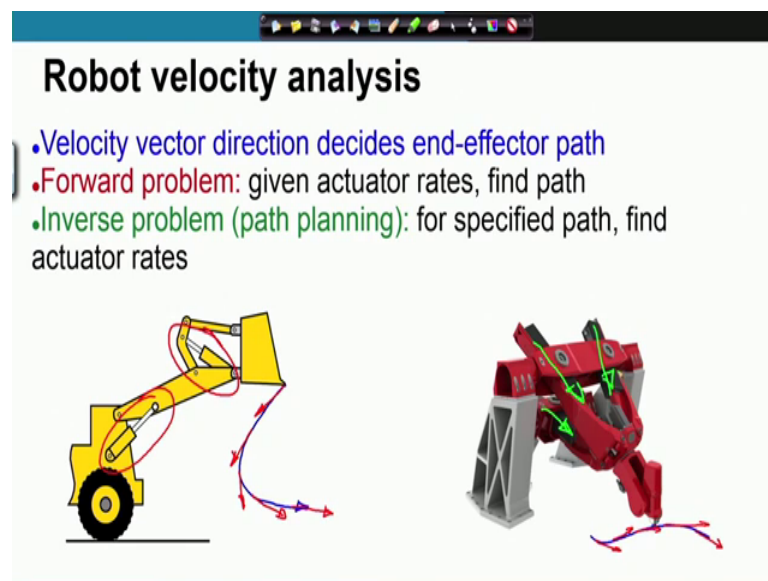 Robot velocity analysis
•Velocity vector direction decides end-effector path
•Forward problem: given actuator rates, find path
•Inverse problem (path planning): for specified path, find
actuator rates